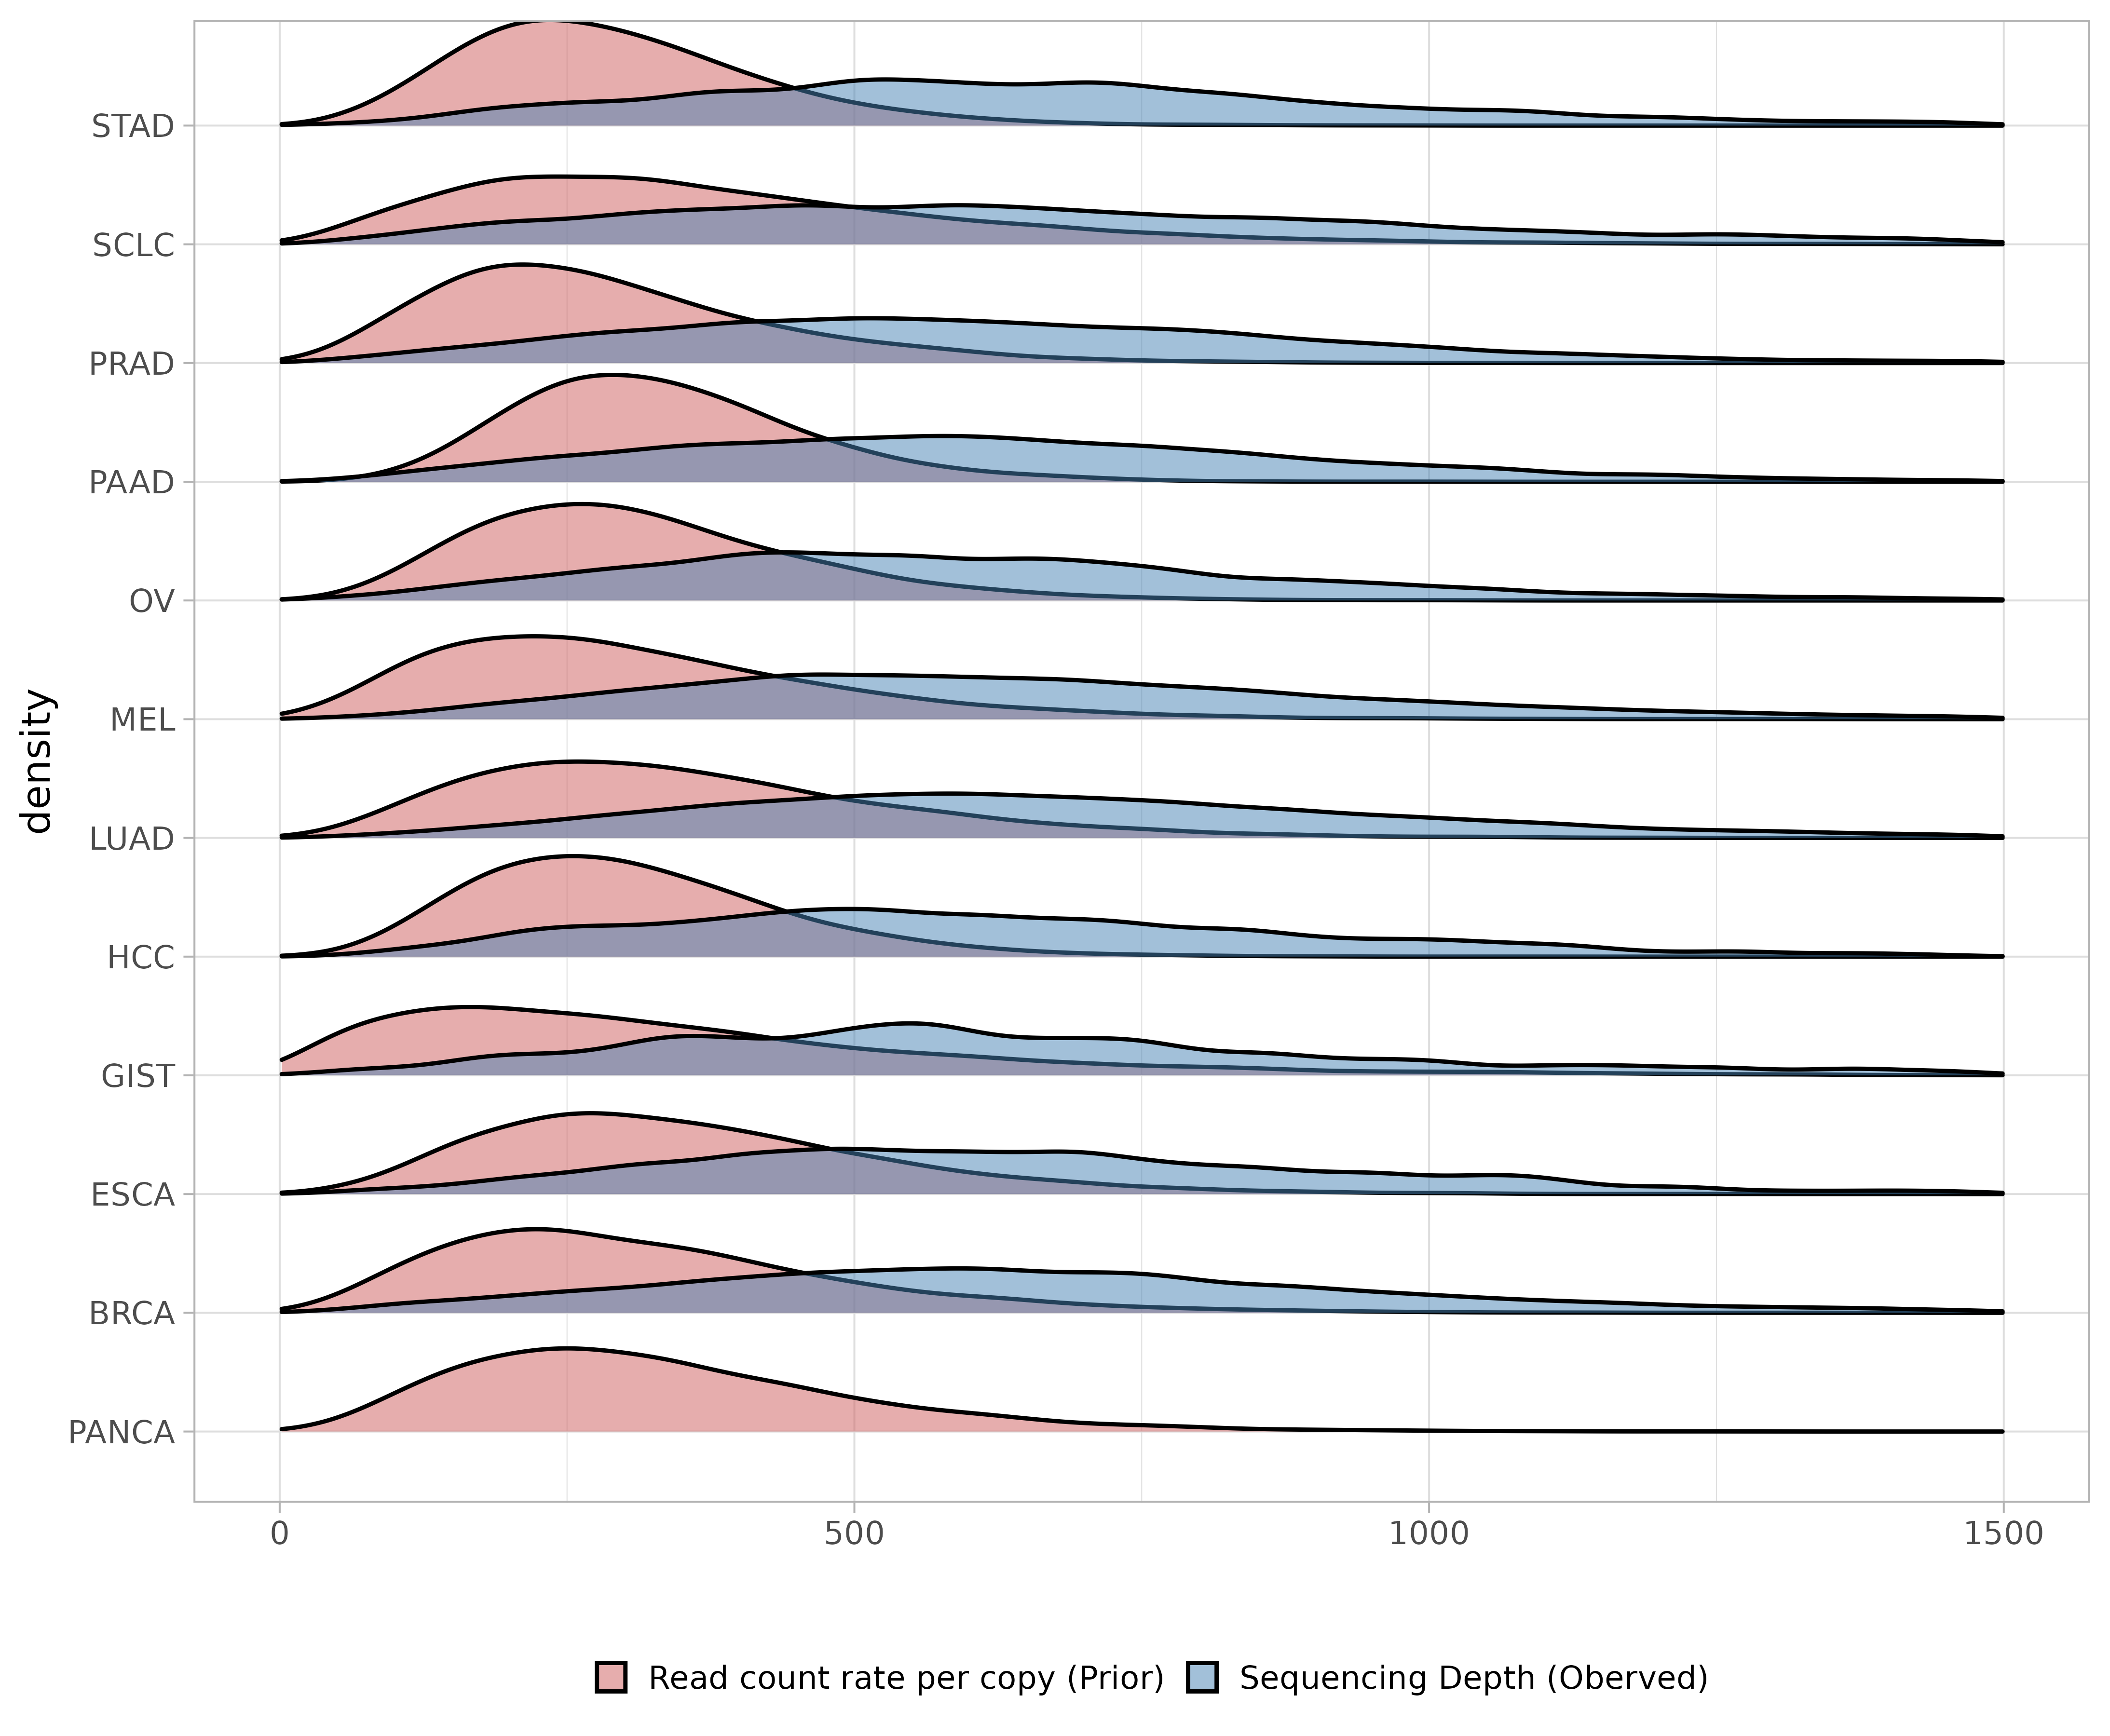 density
STAD
SCLC
PRAD
PAAD
OV
MEL
LUAD
HCC
GIST
ESCA
BRCA
PANCA
0 500 1000 1500
Read count rate per copy (Prior) Sequencing Depth (Oberved)